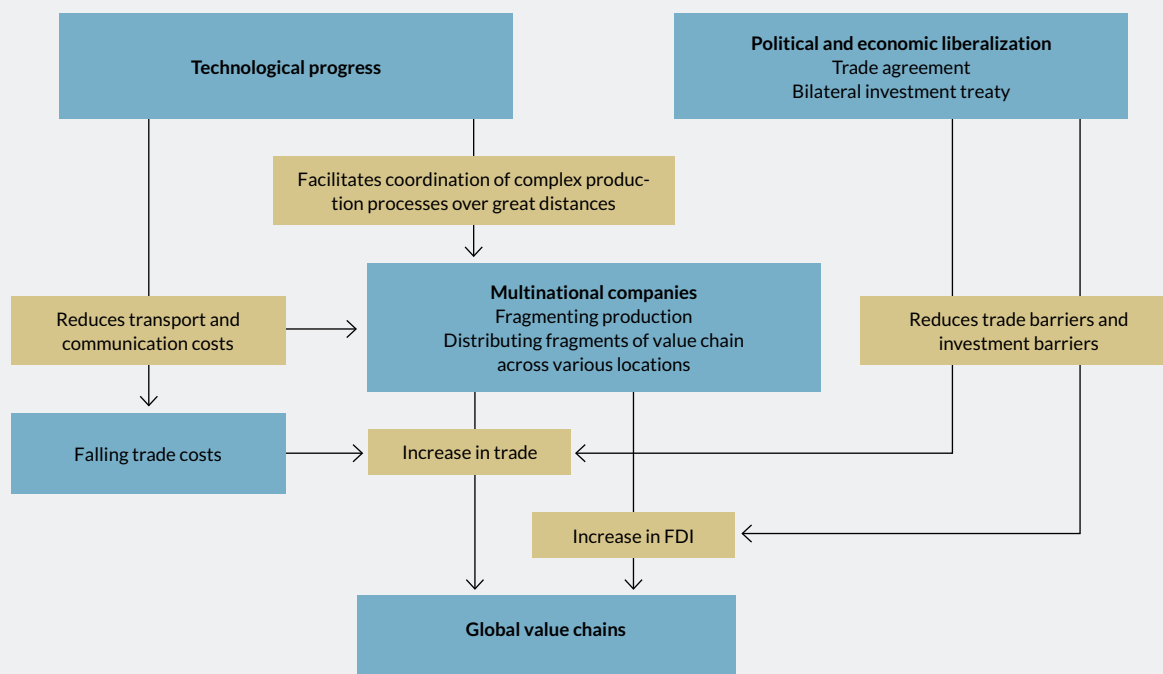 Technological progress
Political and economic liberalization
Trade agreement
Bilateral investment treaty
Facilitates coordination of complex produc-
tion processes over great distances
Multinational companies
Fragmenting production
Distributing fragments of value chain
across various locations
Reduces transport and
communication costs
Reduces trade barriers and
investment barriers
Falling trade costs
Increase in trade
Increase in FDI
Global value chains